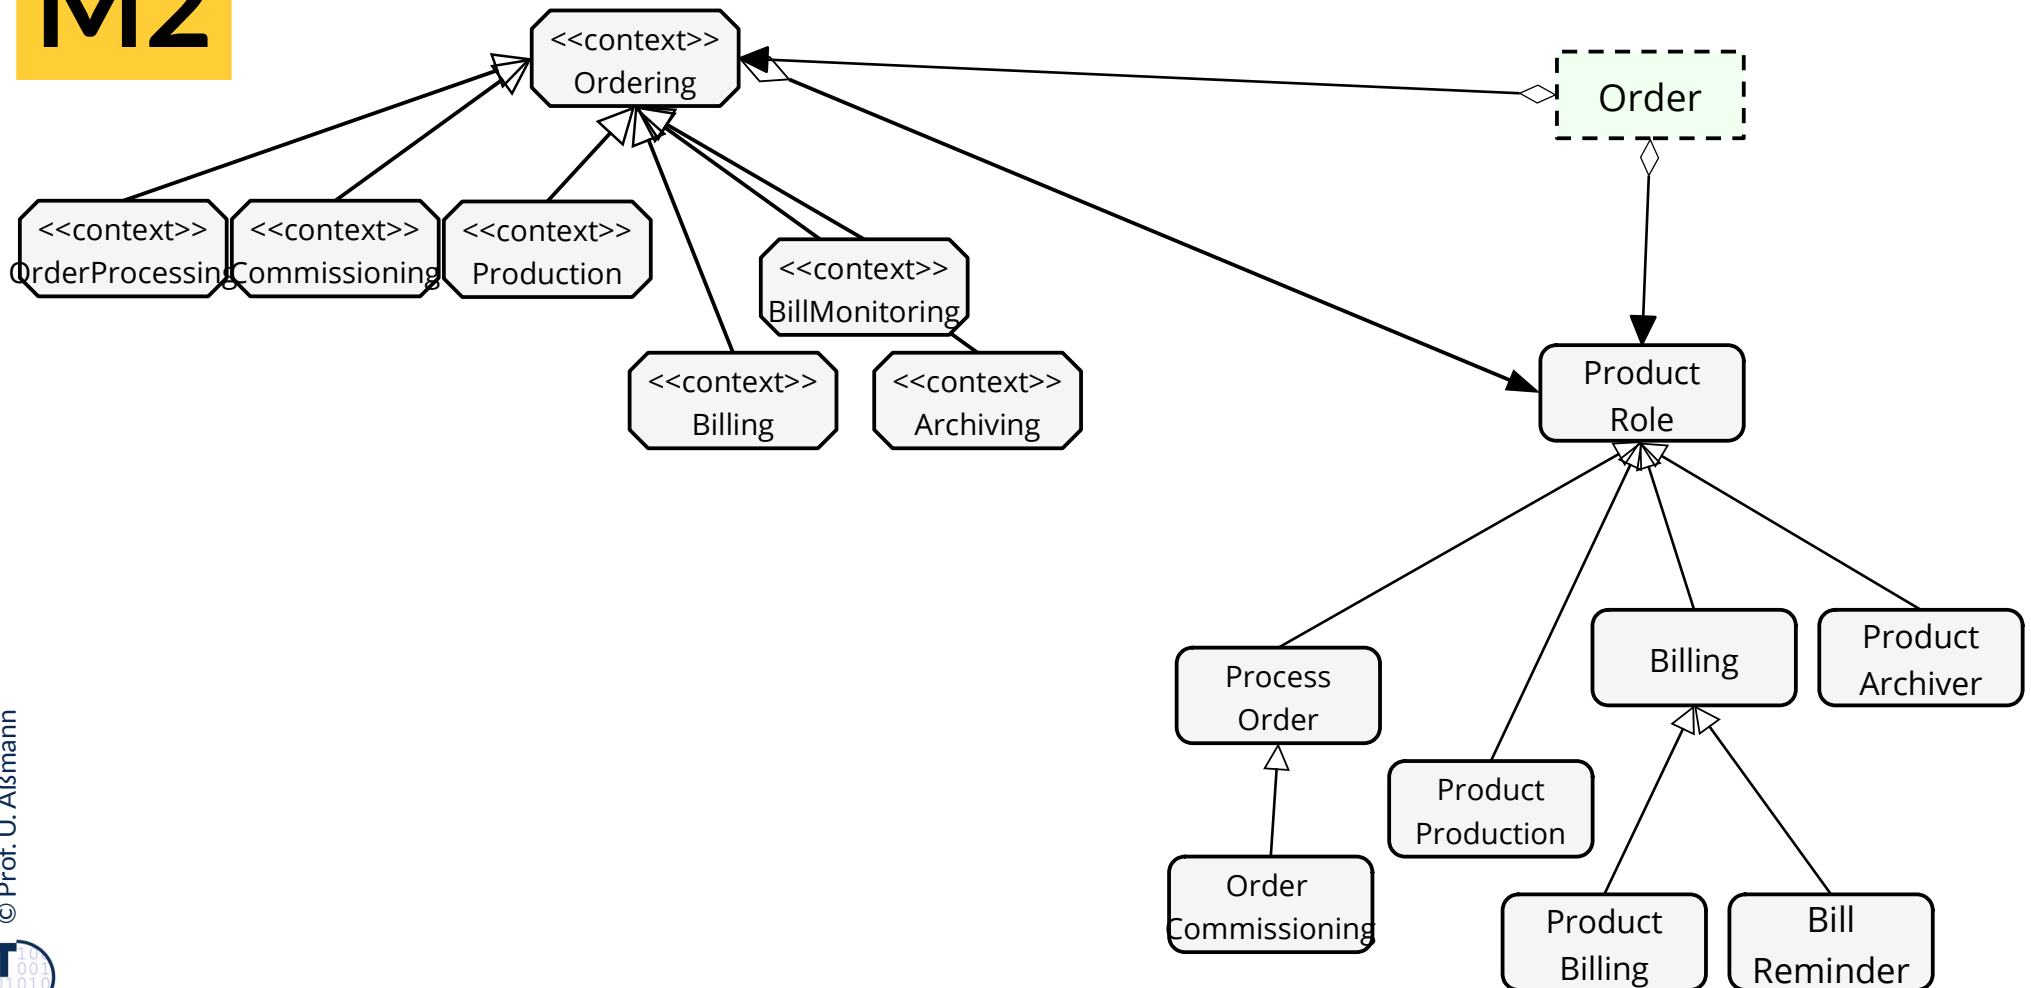 M2
<<context>>
Ordering
Order
<<context>>
OrderProcessing
<<context>>
Commissioning
<<context>>
Production
<<context>>
BillMonitoring
<<context>>
Billing
<<context>>
Archiving
Product
Role
Process
Order
Billing
Product
Archiver
Product
Production
Order
Commissioning
Product
Billing
Bill
Reminder
© Prof. U. Aßmann